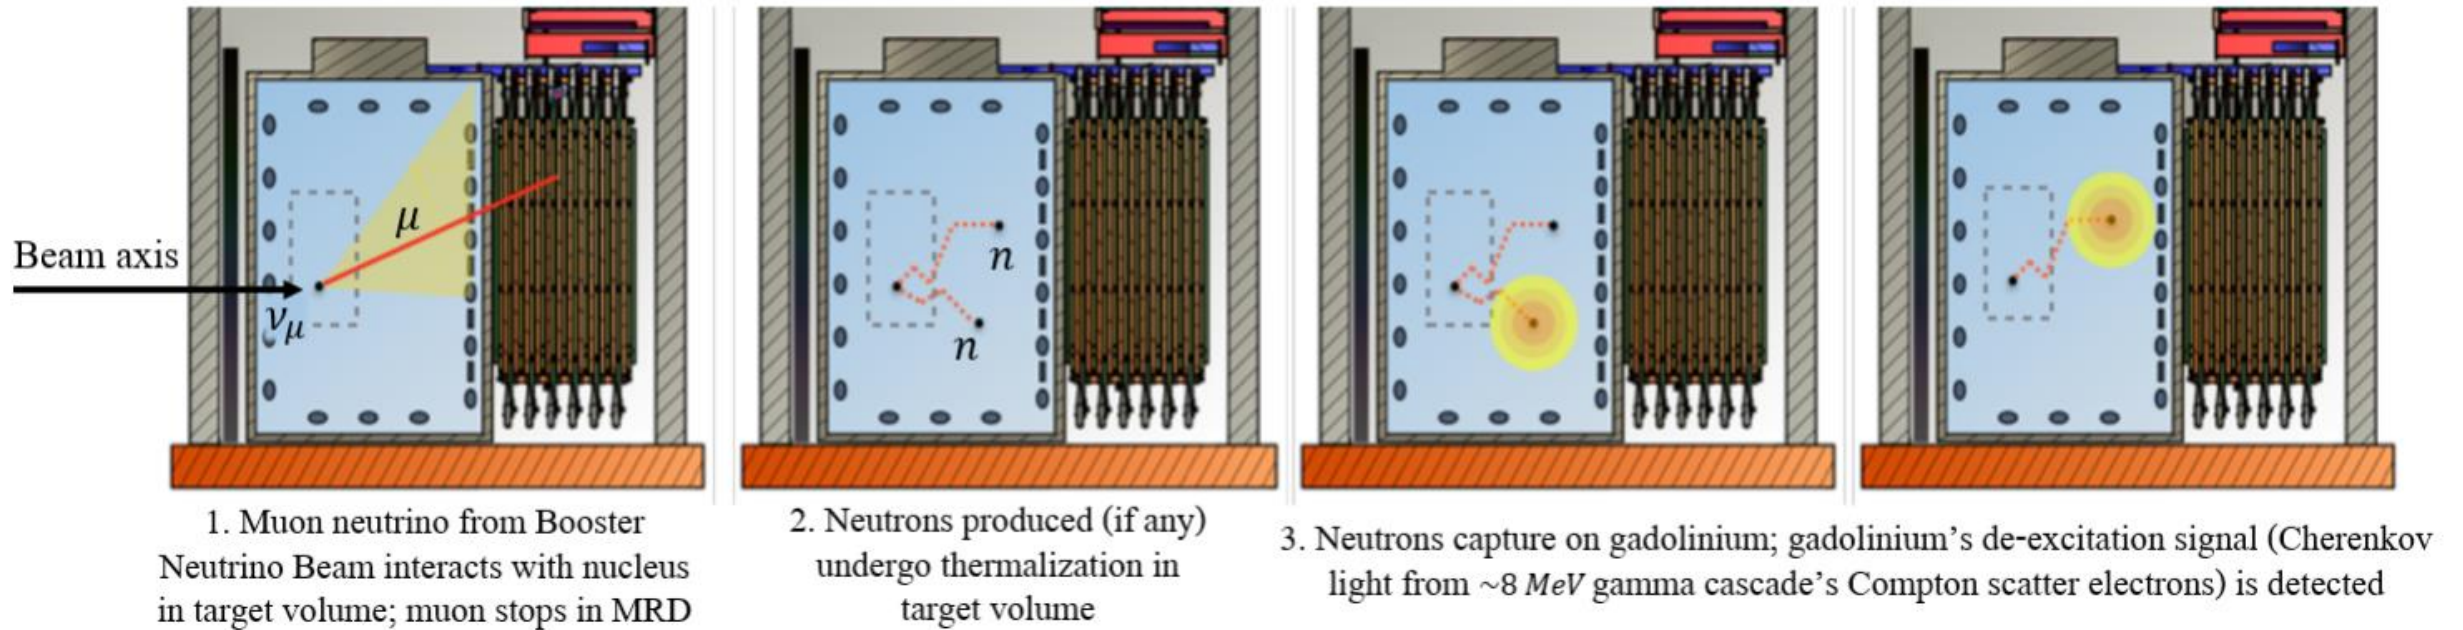 Beam axis
νμ
μ
n
n
1. Muon neutrino from Booster
Neutrino Beam interacts with nucleus
in target volume; muon stops in MRD
2. Neutrons produced (if any)
undergo thermalization in
target volume
3. Neutrons capture on gadolinium; gadolinium’s de-excitation signal (Cherenkov
light from ~8 MeV gamma cascade’s Compton scatter electrons) is detected